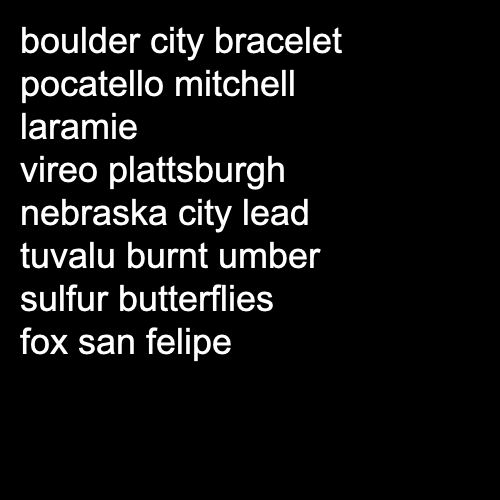 boulder city bracelet
pocatello mitchell
laramie
vireo plattsburgh
nebraska city lead
tuvalu burnt umber
sulfur butterflies
fox san felipe